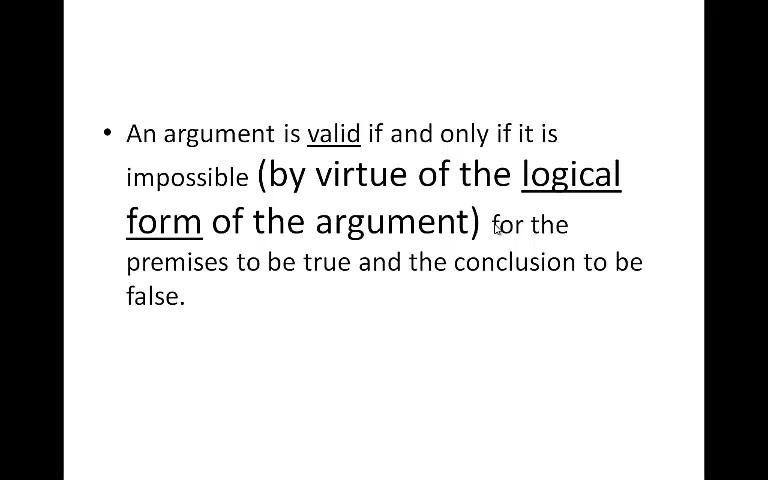 • An argument is valid if and only if it is
impossible (by virtue of the logical
form of the argument) for the
premises to be true and the conclusion to be
false.